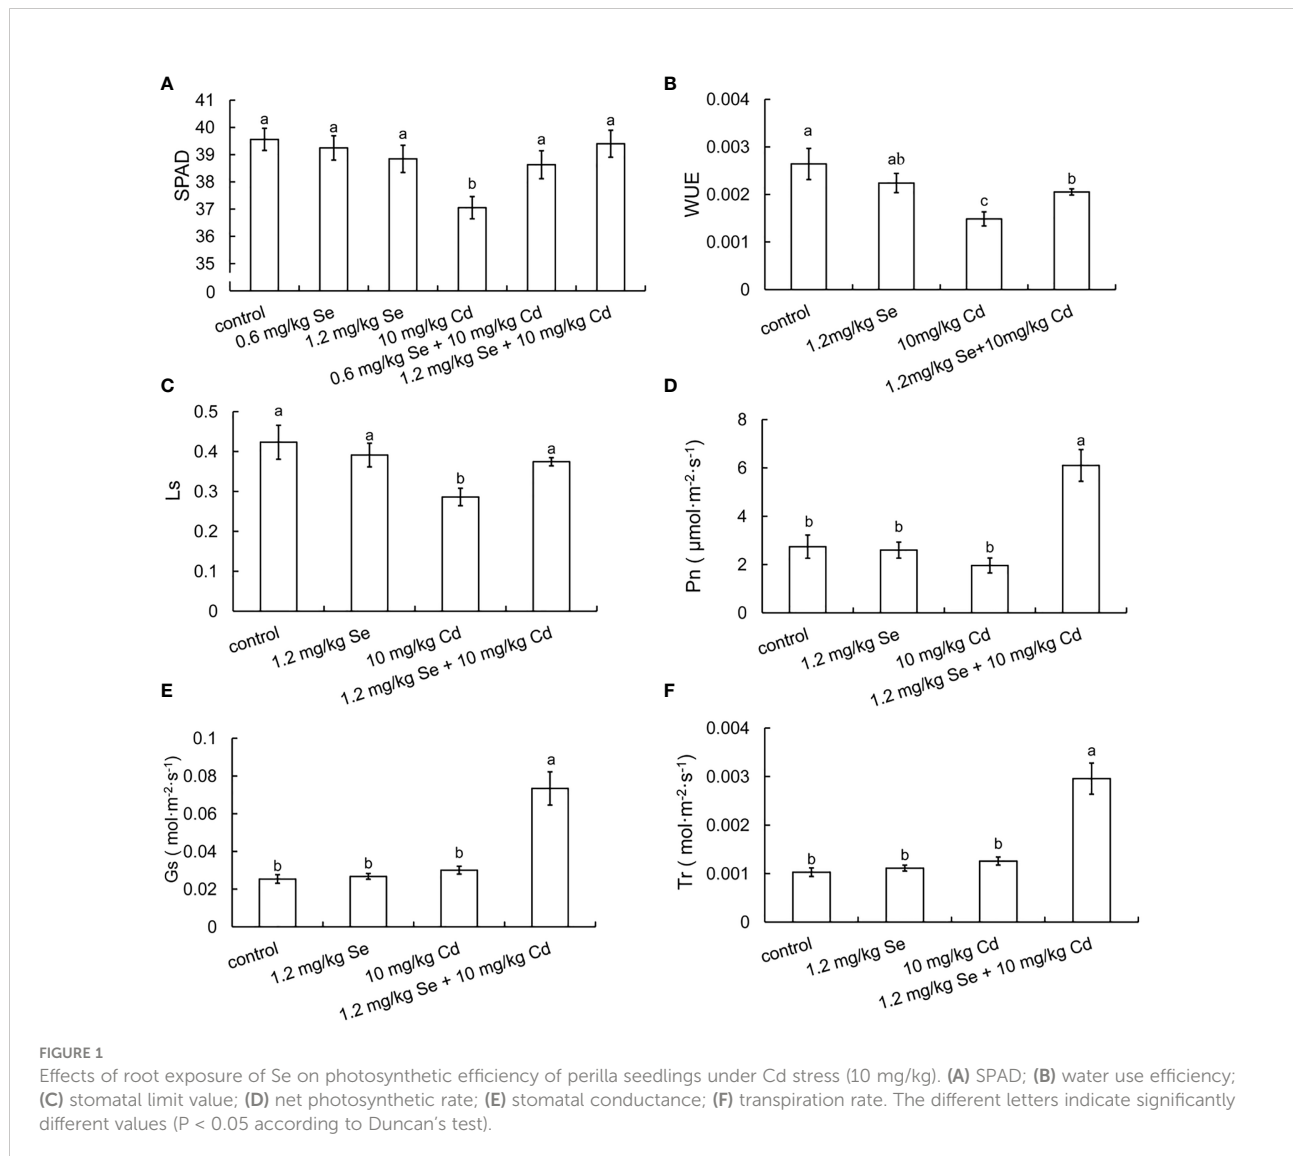 A
41
40
39
38
37
36
35
0
SPAD
a
a
a
b
a
a
control
0.6 mg/kg Se
1.2 mg/kg Se
10 mg/kg Cd
0.6 mg/kg Se + 10 mg/kg Cd
1.2 mg/kg Se + 10 mg/kg Cd
B
0.004
0.003
0.002
0.001
0
WUE
a
ab
c
b
control
1.2mg/kg Se
10mg/kg Cd
1.2mg/kg Se+10mg/kg Cd
C
0.5
0.4
0.3
0.2
0.1
0
Ls
a
a
b
a
control
1.2 mg/kg Se
10 mg/kg Cd
1.2 mg/kg Se + 10 mg/kg Cd
D
8
6
4
2
0
Pn ( μmol·m⁻²·s⁻¹)
b
b
b
a
control
1.2 mg/kg Se
10 mg/kg Cd
1.2 mg/kg Se + 10 mg/kg Cd
E
0.1
0.08
0.06
0.04
0.02
0
Gs ( mol·m⁻²·s⁻¹)
b
b
b
a
control
1.2 mg/kg Se
10 mg/kg Cd
1.2 mg/kg Se + 10 mg/kg Cd
F
0.004
0.003
0.002
0.001
0
Tr ( mol·m⁻²·s⁻¹)
b
b
b
a
control
1.2 mg/kg Se
10 mg/kg Cd
1.2 mg/kg Se + 10 mg/kg Cd
FIGURE 1
Effects of root exposure of Se on photosynthetic efficiency of perilla seedlings under Cd stress (10 mg/kg). (A) SPAD; (B) water use efficiency;
(C) stomatal limit value; (D) net photosynthetic rate; (E) stomatal conductance; (F) transpiration rate. The different letters indicate significantly
different values (P < 0.05 according to Duncan’s test).